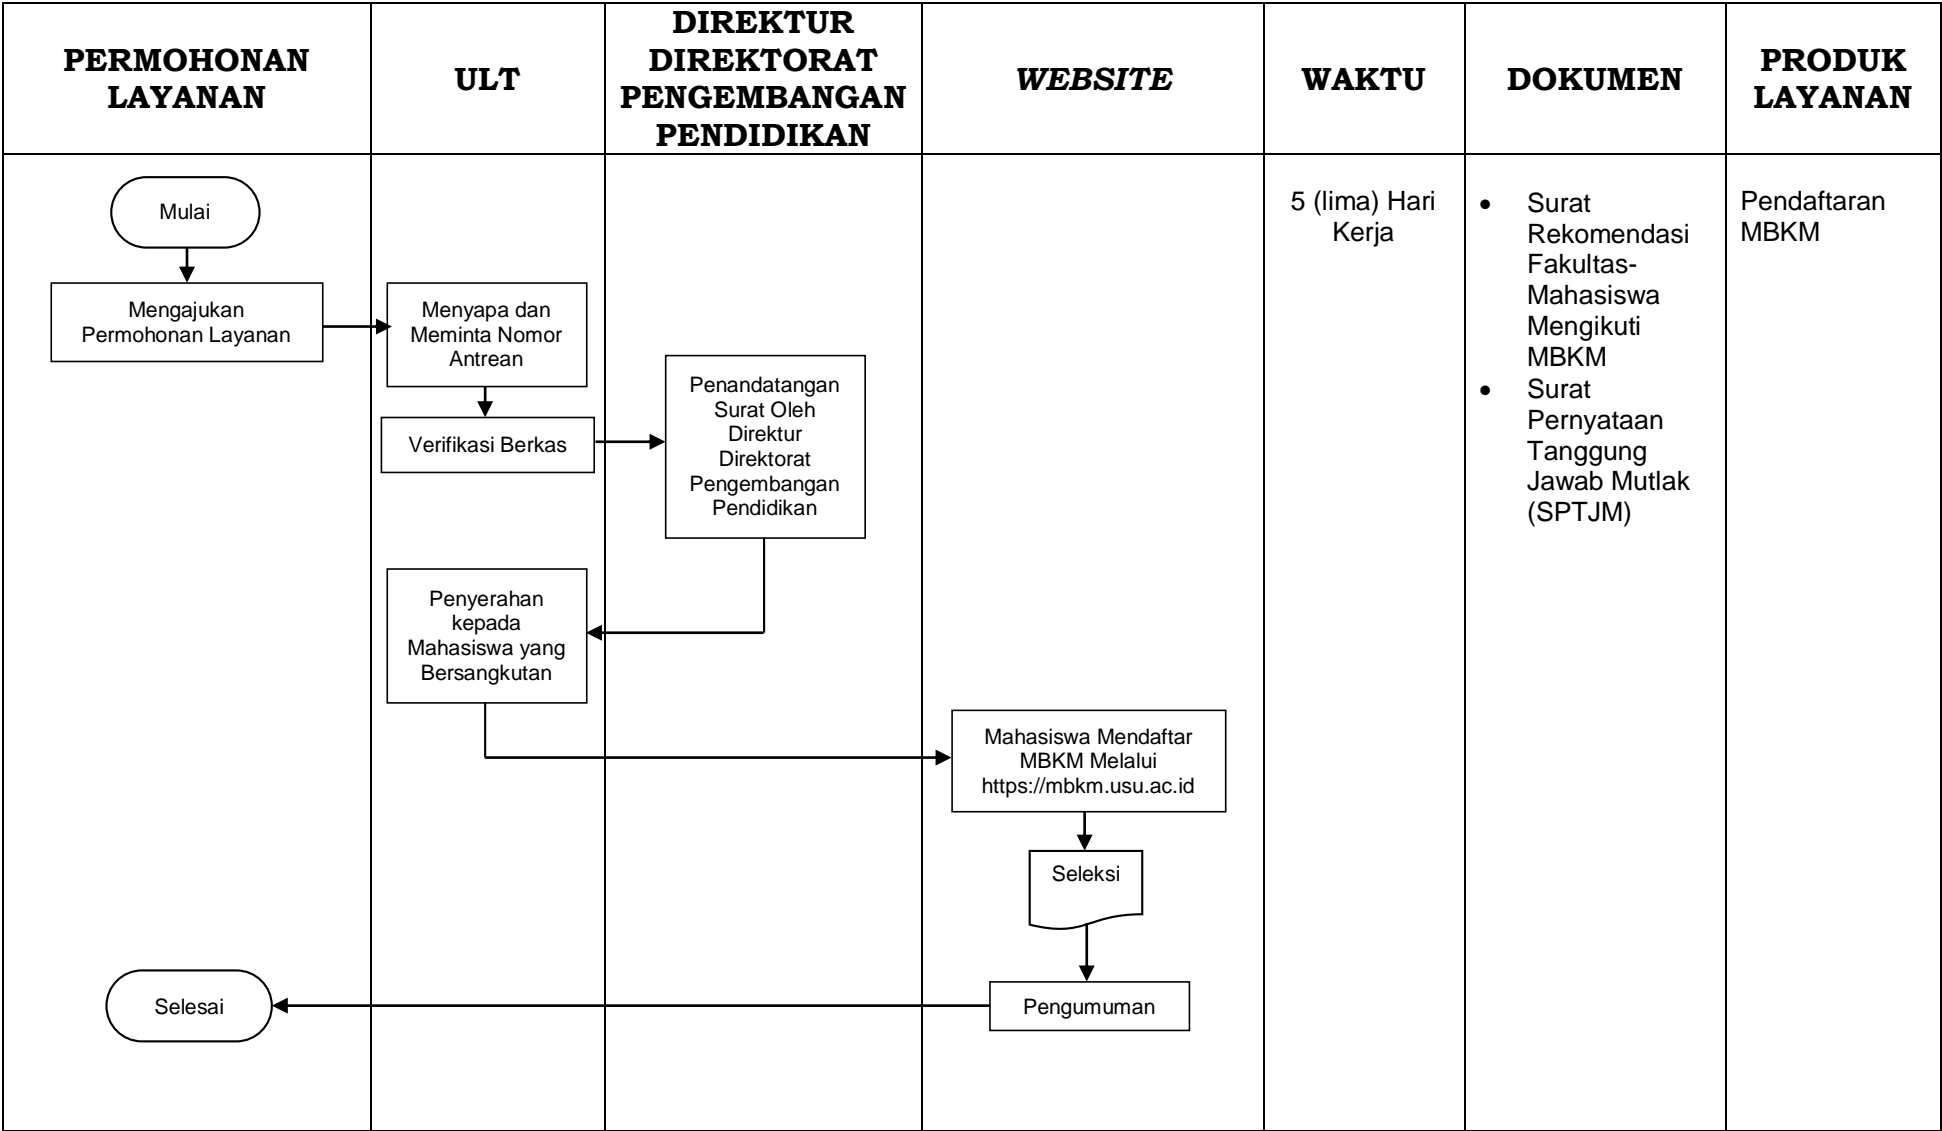 PERMOHONAN
LAYANAN
ULT
DIREKTUR
DIREKTORAT
PENGEMBANGAN
PENDIDIKAN
WEBSITE
WAKTU
DOKUMEN
PRODUK
LAYANAN
Mulai
Mengajukan
Permohonan Layanan
Menyapa dan
Meminta Nomor
Antrean
Verifikasi Berkas
Penandatangan
Surat Oleh
Direktur
Direktorat
Pengembangan
Pendidikan
Penyerahan
kepada
Mahasiswa yang
Bersangkutan
Mahasiswa Mendaftar
MBKM Melalui
https://mbkm.usu.ac.id
Seleksi
Pengumuman
Selesai
5 (lima) Hari
Kerja
• Surat
Rekomendasi
Fakultas-
Mahasiswa
Mengikuti
MBKM
• Surat
Pernyataan
Tanggung
Jawab Mutlak
(SPTJM)
Pendaftaran
MBKM